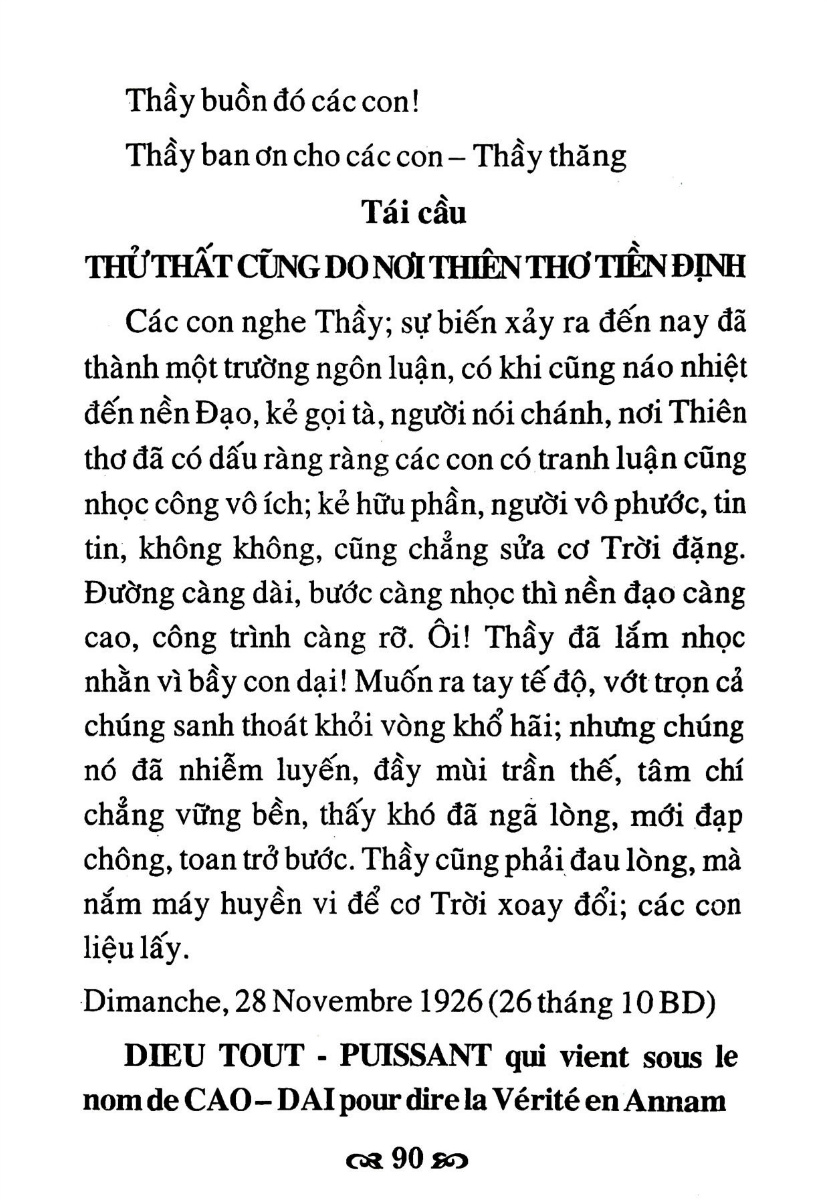 Thầy buồn đó các con!
Thầy ban ơn cho các con – Thầy thăng
Tái cầu
THỬ THẤT CŨNG DO NƠI THIÊN THƠ TIỀN ĐỊNH
Các con nghe Thầy; sự biến xảy ra đến nay đã
thành một trường ngôn luận, có khi cũng náo nhiệt
đến nền Đạo, kẻ gọi tà, người nói chánh, nơi Thiên
thơ đã có dấu ràng ràng các con có tranh luận cũng
nhọc công vô ích; kẻ hữu phần, người vô phước, tin
tin, không không, cũng chẳng sửa cơ Trời đặng.
Đường càng dài, bước càng nhọc thì nền đạo càng
cao, công trình càng rỡ. Ôi! Thầy đã lắm nhọc
nhằn vì bầy con dại! Muốn ra tay tế độ, vớt trọn cả
chúng sanh thoát khỏi vòng khổ hãi; nhưng chúng
nó đã nhiễm luyến, đầy mùi trần thế, tâm chí
chẳng vững bền, thấy khó đã ngã lòng, mới đạp
chông, toan trở bước. Thầy cũng phải đau lòng, mà
nắm máy huyền vi để cơ Trời xoay đổi; các con
liệu lấy.
Dimanche, 28 Novembre 1926 (26 tháng 10 BD)
DIEU TOUT - PUISSANT qui vient sous le
nom de CAO – DAI pour dire la Vérité en Annam
90